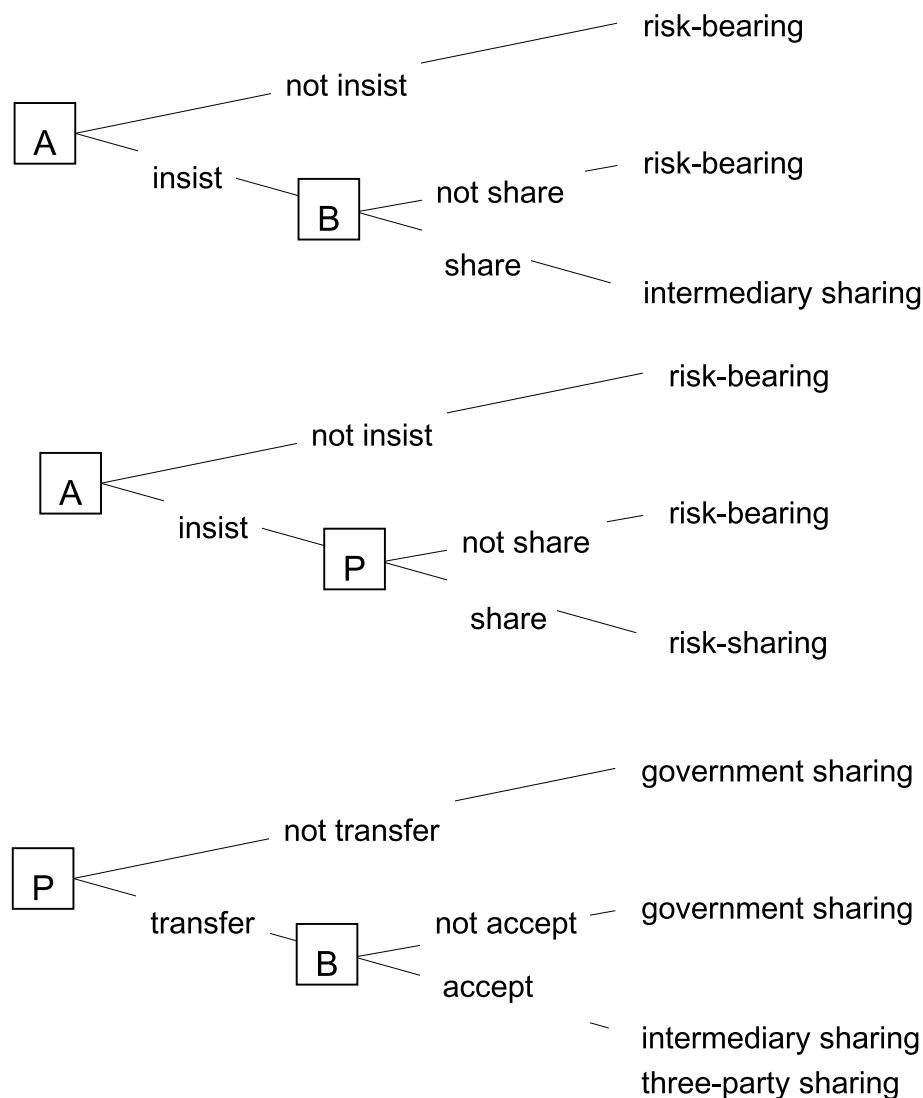 risk-bearing
not insist
A
risk-bearing
insist
not share
B
share
intermediary sharing
risk-bearing
not insist
A
risk-bearing
insist
not share
P
share
risk-sharing
government sharing
not transfer
P
government sharing
transfer
not accept
B
accept
intermediary sharing
three-party sharing